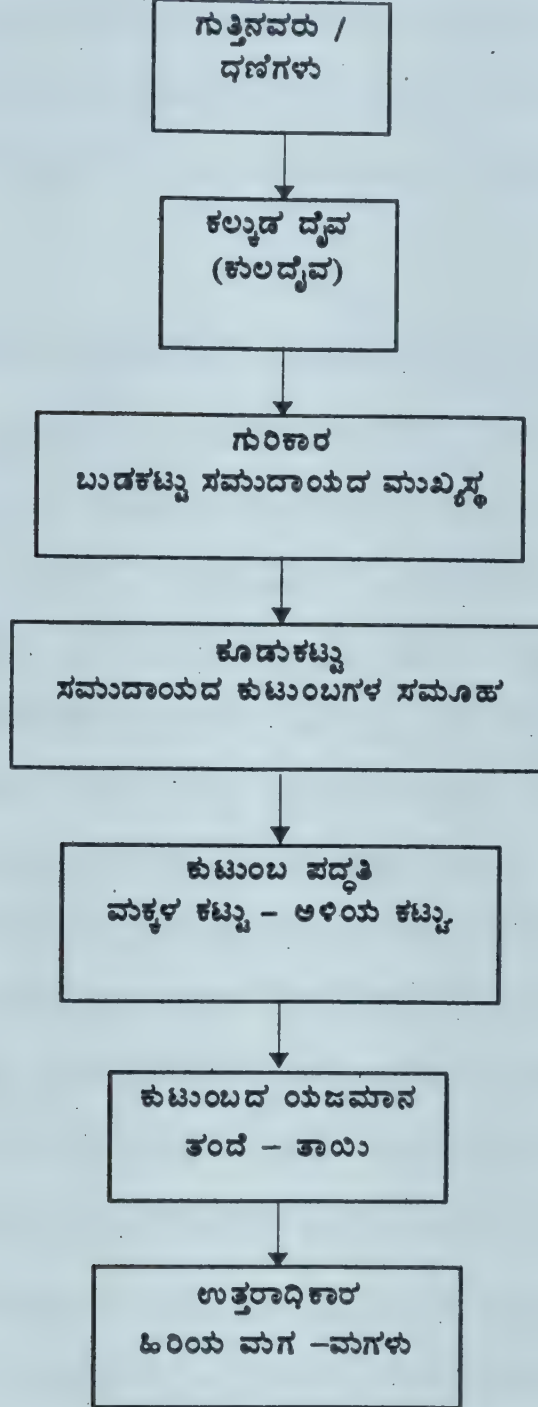 ಗುತ್ತಿನವರು /
ಧಣಿಗಳು
ಕಲ್ಕುಡ ದೈವ
(ಕುಲದೈವ)
ಗುರಿಕಾರ
ಬುಡಕಟ್ಟು ಸಮುದಾಯದ ಮುಖ್ಯಸ್ಥ
ಕೂಡುಕಟ್ಟು
ಸಮುದಾಯದ ಕುಟುಂಬಗಳ ಸಮೂಹ
ಕುಟುಂಬ ಪದ್ಧತಿ
ಮಕ್ಕಳ ಕಟ್ಟು – ಅಳಿಯ ಕಟ್ಟು
ಕುಟುಂಬದ ಯಜಮಾನ
ತಂದೆ – ತಾಯಿ
ಉತ್ತರಾಧಿಕಾರ
ಹಿರಿಯ ಮಗ –ಮಗಳು